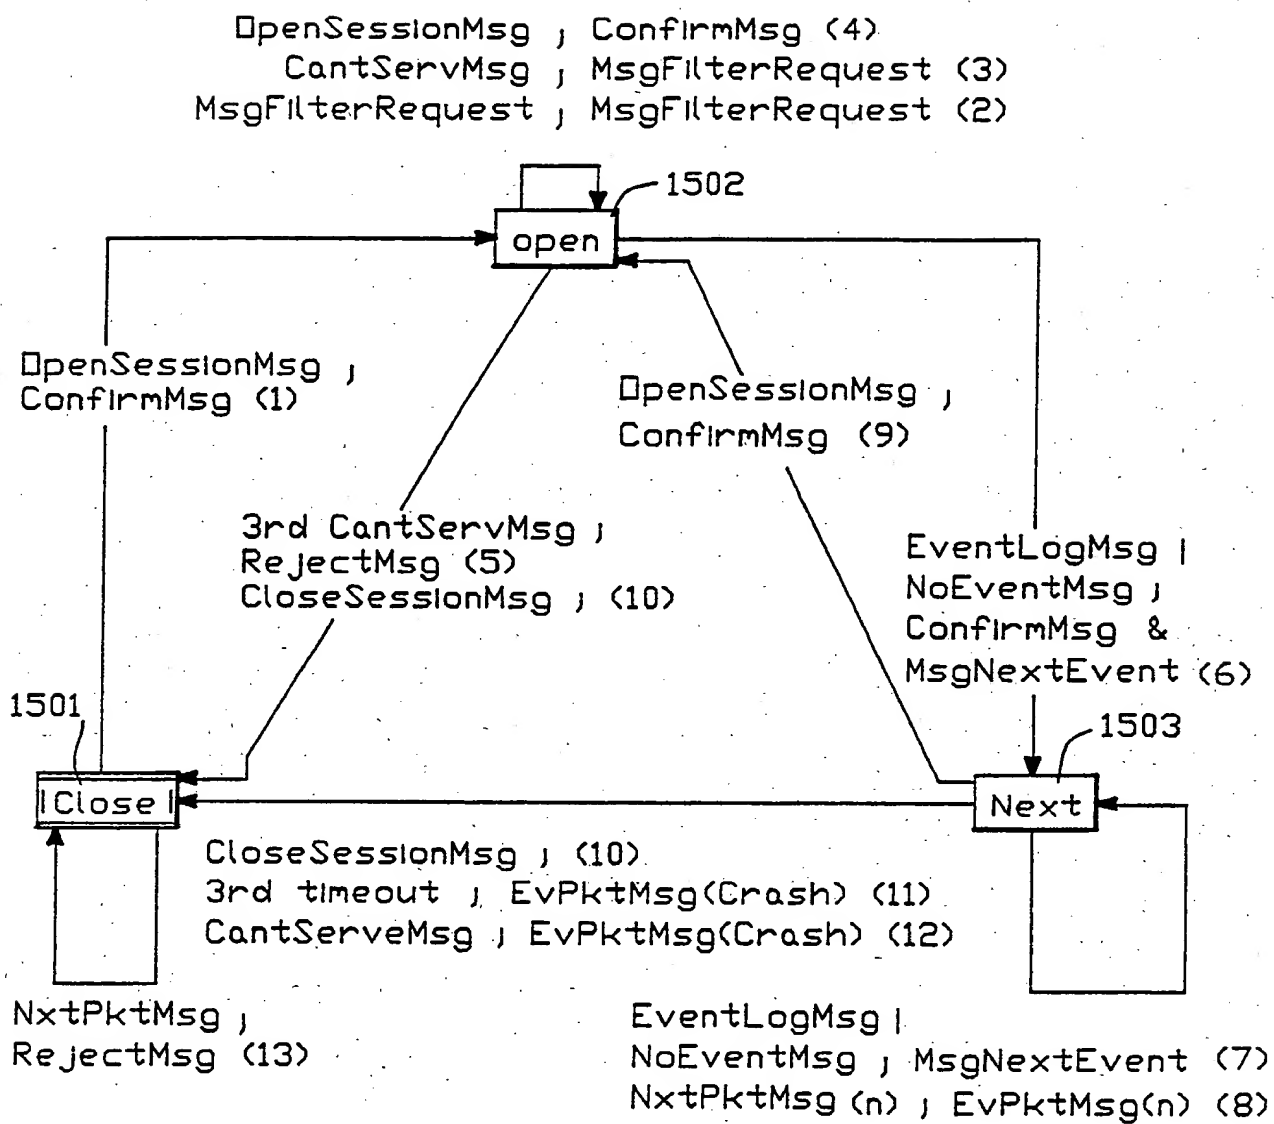 OpenSessionMsg ; ConfirmMsg (4)
CantServMsg ; MsgFilterRequest (3)
MsgFilterRequest ; MsgFilterRequest (2)
1502
open
OpenSessionMsg ;
ConfirmMsg (1)
OpenSessionMsg ;
ConfirmMsg (9)
3rd CantServMsg ;
RejectMsg (5)
CloseSessionMsg ; (10)
EventLogMsg |
NoEventMsg ;
ConfirmMsg &
MsgNextEvent (6)
1501
1503
|Close|
Next
CloseSessionMsg ; (10)
3rd timeout ; EvPktMsg(Crash) (11)
CantServeMsg ; EvPktMsg(Crash) (12)
NxtPktMsg ;
RejectMsg (13)
EventLogMsg |
NoEventMsg ; MsgNextEvent (7)
NxtPktMsg (n) ; EvPktMsg(n) (8)